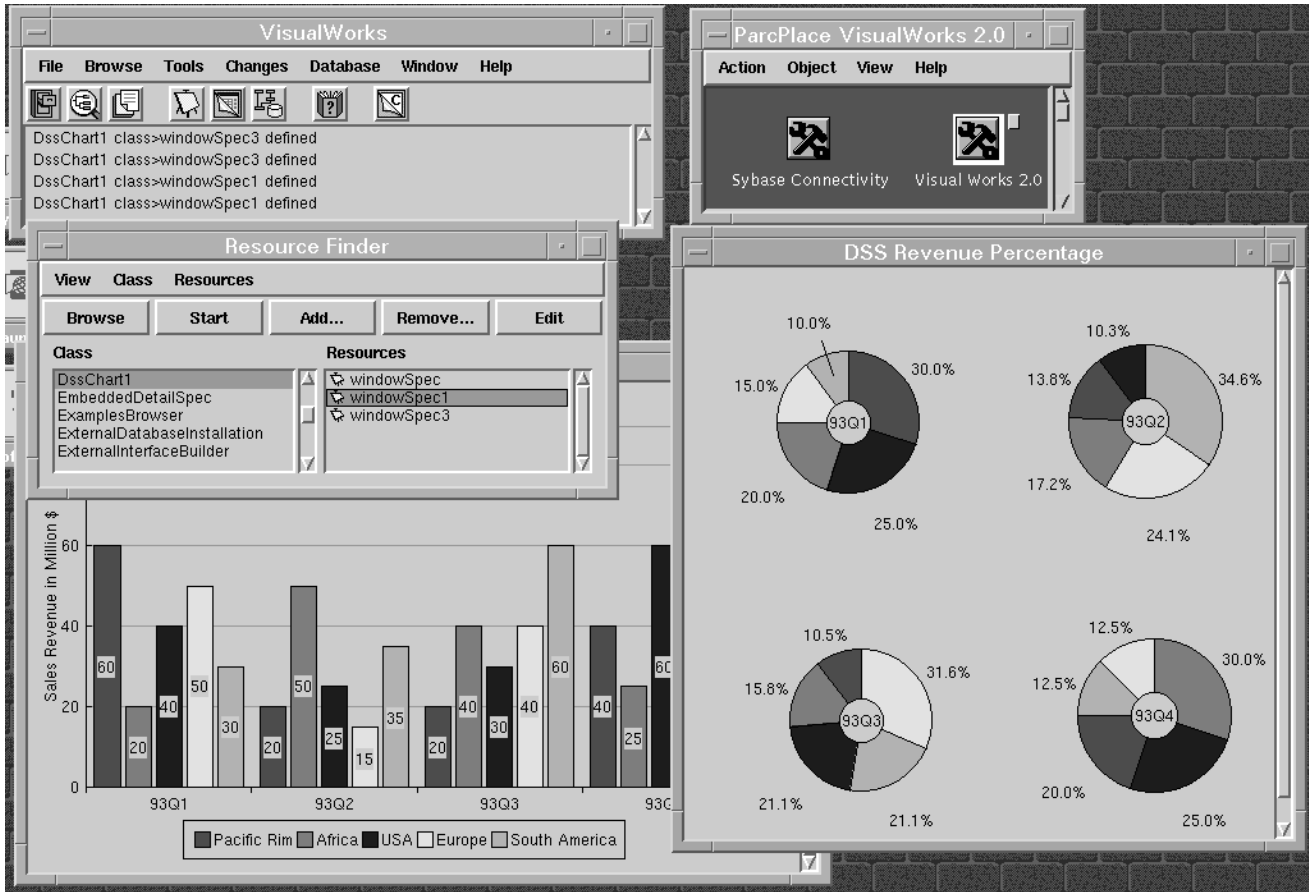 VisualWorks
File Browse Tools Changes Database Window Help
DssChart1 class>windowSpec3 defined
DssChart1 class>windowSpec3 defined
DssChart1 class>windowSpec1 defined
DssChart1 class>windowSpec1 defined
ParcPlace VisualWorks 2.0
Action Object View Help
Sybase Connectivity Visual Works 2.0
Resource Finder
View Class Resources
Browse Start Add... Remove... Edit
Class Resources
DssChart1
EmbeddedDetailSpec
ExamplesBrowser
ExternalDatabaseInstallation
ExternalInterfaceBuilder
windowSpec
windowSpec1
windowSpec3
Sales Revenue in Million $
60
40
20
0
60 20 40 50 30
20 50 25 15 35
20 40 30 40 60
40 25 60
93Q1 93Q2 93Q3
Pacific Rim Africa USA Europe South America
DSS Revenue Percentage
10.0%
30.0%
15.0%
93Q1
20.0%
25.0%
10.3%
34.6%
13.8%
93Q2
17.2%
24.1%
10.5%
31.6%
15.8%
93Q3
21.1%
21.1%
12.5%
30.0%
12.5%
93Q4
20.0%
25.0%